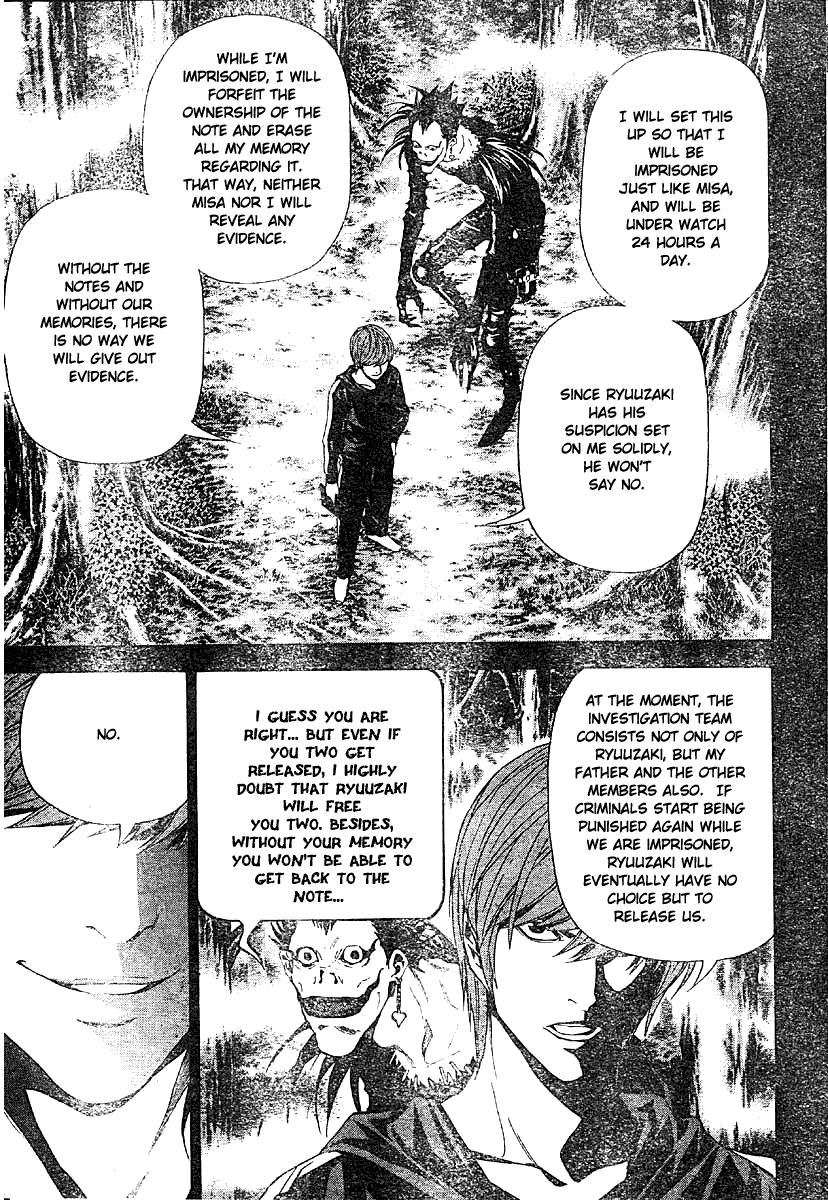 I WILL SET THIS
UP SO THAT I
WILL BE
IMPRISONED
JUST LIKE MISA,
AND WILL BE
UNDER WATCH
24 HOURS A
DAY.
SINCE RYUUZAKI
HAS HIS
SUSPICION SET
ON ME SOLIDLY,
HE WON'T
SAY NO.
WHILE I'M
IMPRISONED, I WILL
FORFEIT THE
OWNERSHIP OF THE
NOTE AND ERASE
ALL MY MEMORY
REGARDING IT.
THAT WAY, NEITHER
MISA NOR I WILL
REVEAL ANY
EVIDENCE.
WITHOUT THE
NOTES AND
WITHOUT OUR
MEMORIES, THERE
IS NO WAY WE
WILL GIVE OUT
EVIDENCE.
AT THE MOMENT, THE
INVESTIGATION TEAM
CONSISTS NOT ONLY OF
RYUUZAKI, BUT MY
FATHER AND THE OTHER
MEMBERS ALSO. IF
CRIMINALS START BEING
PUNISHED AGAIN WHILE
WE ARE IMPRISONED,
RYUUZAKI WILL
EVENTUALLY HAVE NO
CHOICE BUT TO
RELEASE US.
I GUESS YOU ARE
RIGHT... BUT EVEN IF
YOU TWO GET
RELEASED, I HIGHLY
DOUBT THAT RYUUZAKI
WILL FREE
YOU TWO. BESIDES,
WITHOUT YOUR MEMORY
YOU WON'T BE ABLE TO
GET BACK TO THE
NOTE...
NO.